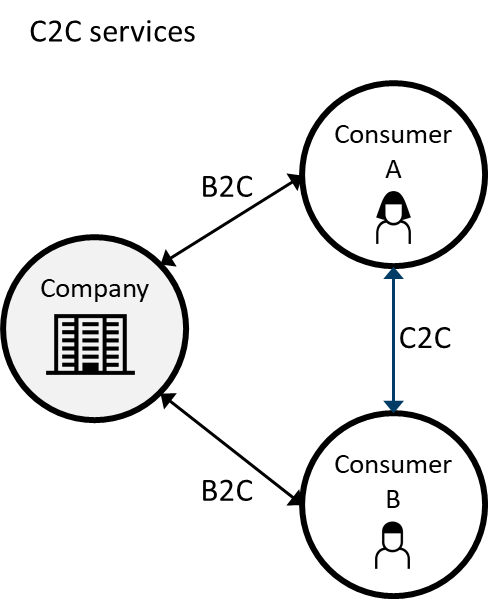 C2C services
Consumer
A
B2C
Company
C2C
Consumer
B
B2C